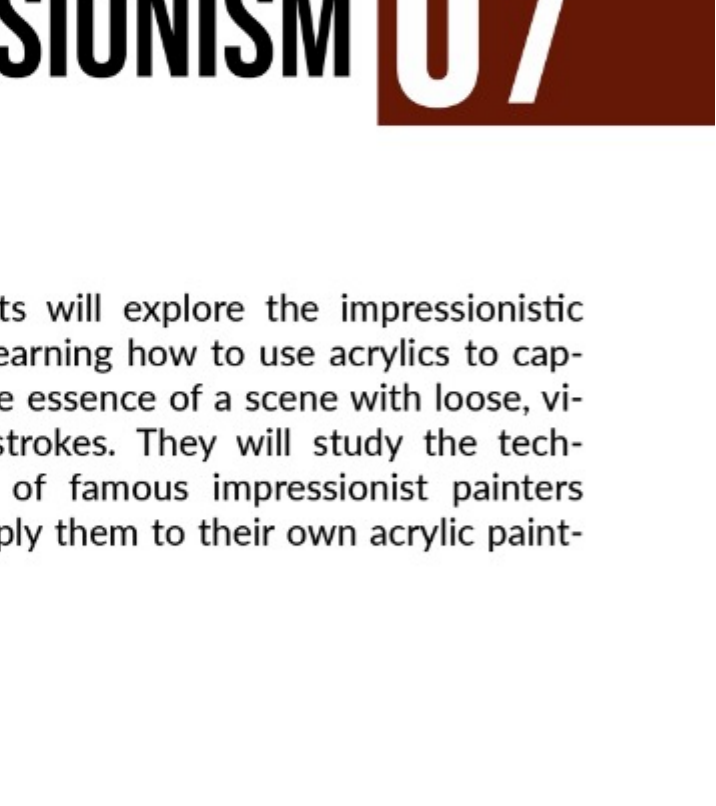 SIONISM 07
ts will explore the impressionistic
earning how to use acrylics to cap-
e essence of a scene with loose, vi-
strokes. They will study the tech-
of famous impressionist painters
ply them to their own acrylic paint-